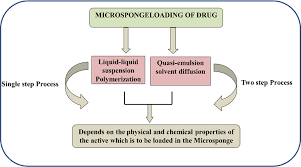 MICROSPONGELOADING OF DRUG
Liquid-liquid
suspension
Polymerization
Quasi-emulsion
solvent diffusion
Single step Process
Two step Process
Depends on the physical and chemical properties of
the active which is to be loaded in the Microsponge